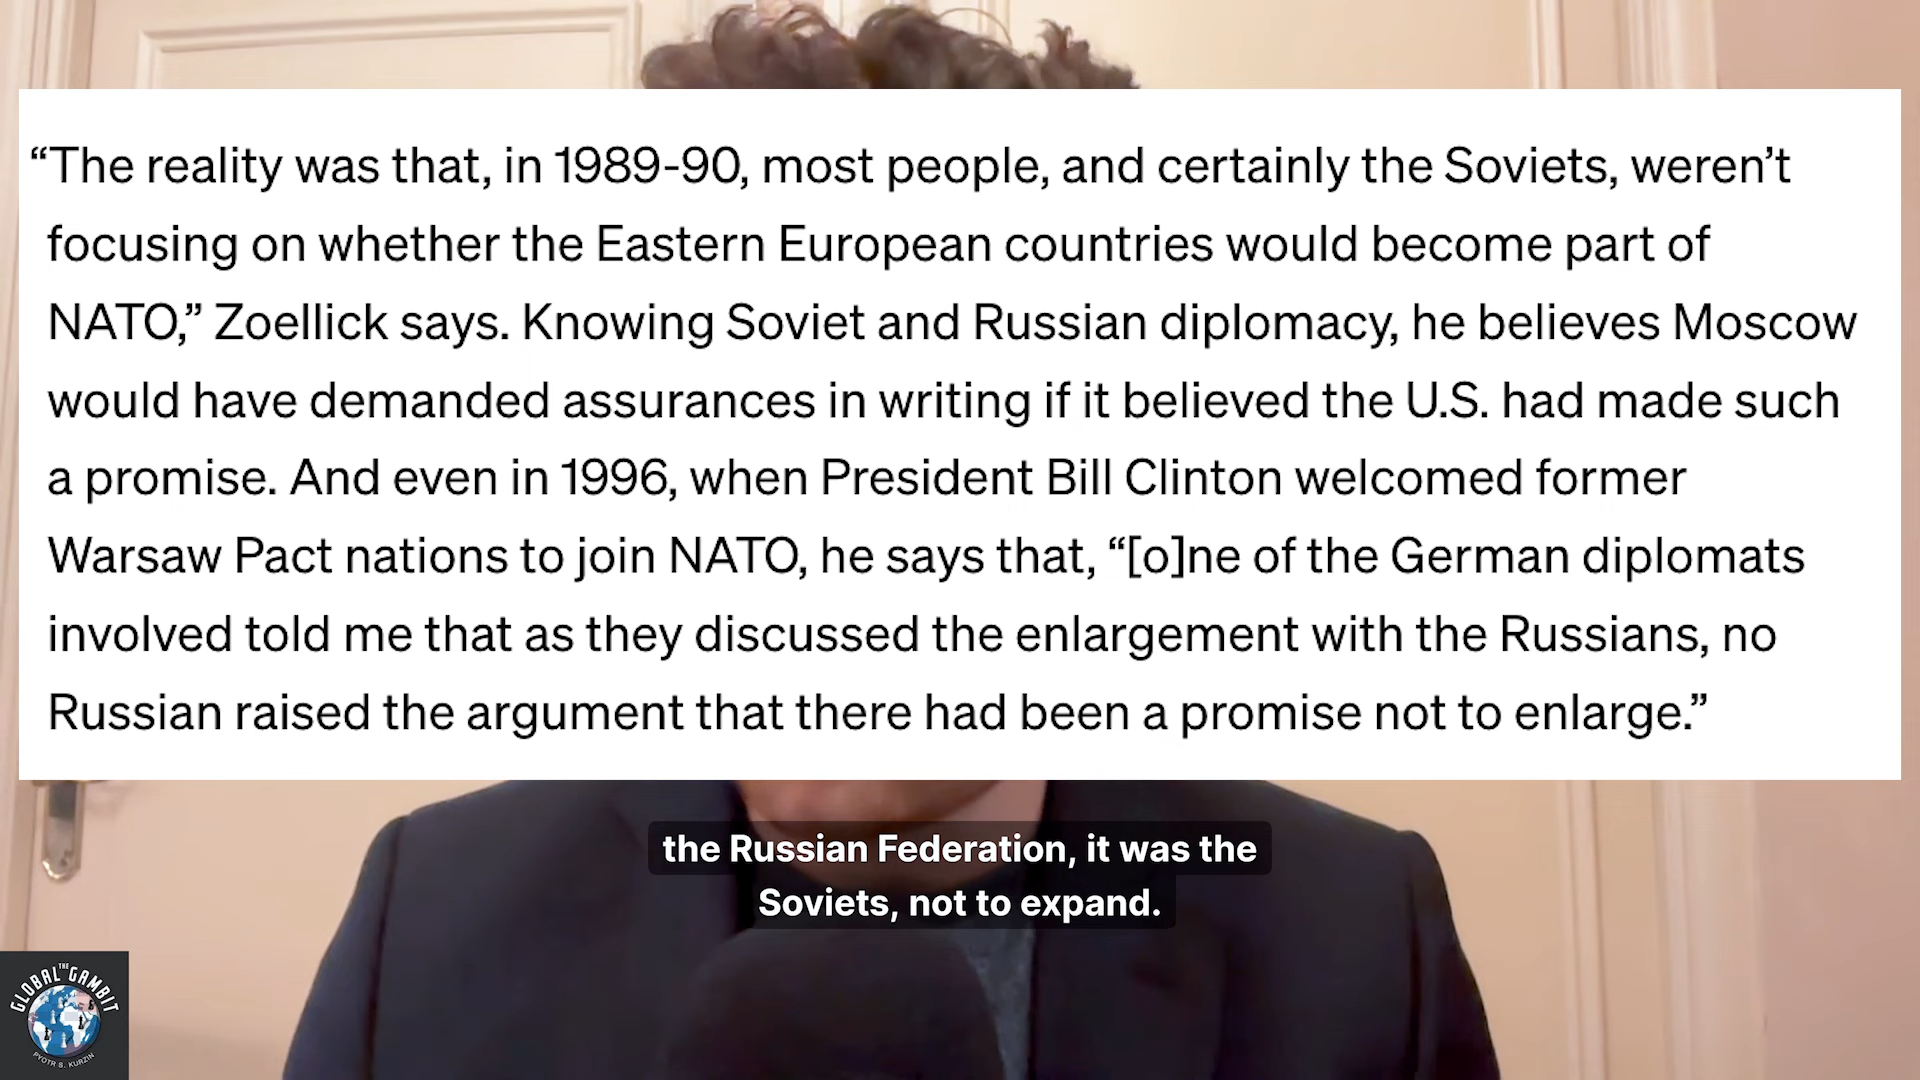 “The reality was that, in 1989-90, most people, and certainly the Soviets, weren’t
focusing on whether the Eastern European countries would become part of
NATO,” Zoellick says. Knowing Soviet and Russian diplomacy, he believes Moscow
would have demanded assurances in writing if it believed the U.S. had made such
a promise. And even in 1996, when President Bill Clinton welcomed former
Warsaw Pact nations to join NATO, he says that, “[o]ne of the German diplomats
involved told me that as they discussed the enlargement with the Russians, no
Russian raised the argument that there had been a promise not to enlarge.”
the Russian Federation, it was the
Soviets, not to expand.
THE
GLOBAL GAMBIT
PYOTR S. KURZIN